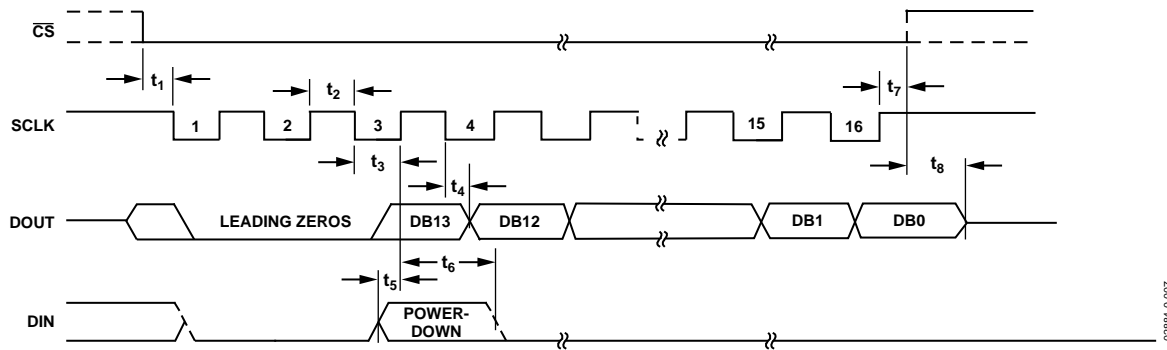 CS
t1
t2
t7
SCLK
1
2
3
4
15
16
t3
t4
t8
DOUT
LEADING ZEROS
DB13
DB12
DB1
DB0
t5
t6
DIN
POWER-
DOWN